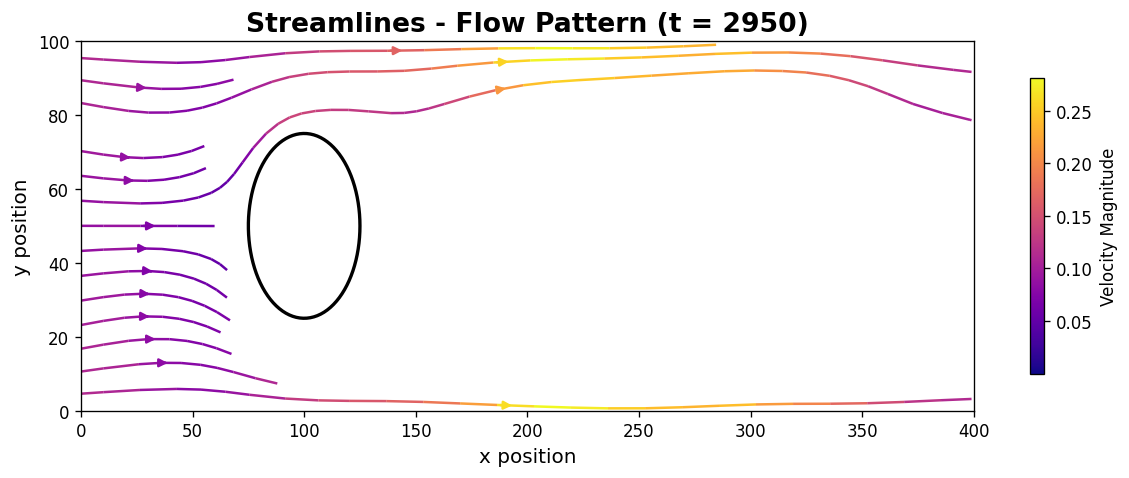 Streamlines - Flow Pattern (t = 2950)
100
80
60
40
20
0
y position
0 50 100 150 200 250 300 350 400
x position
0.25
0.20
0.15
0.10
0.05
Velocity Magnitude